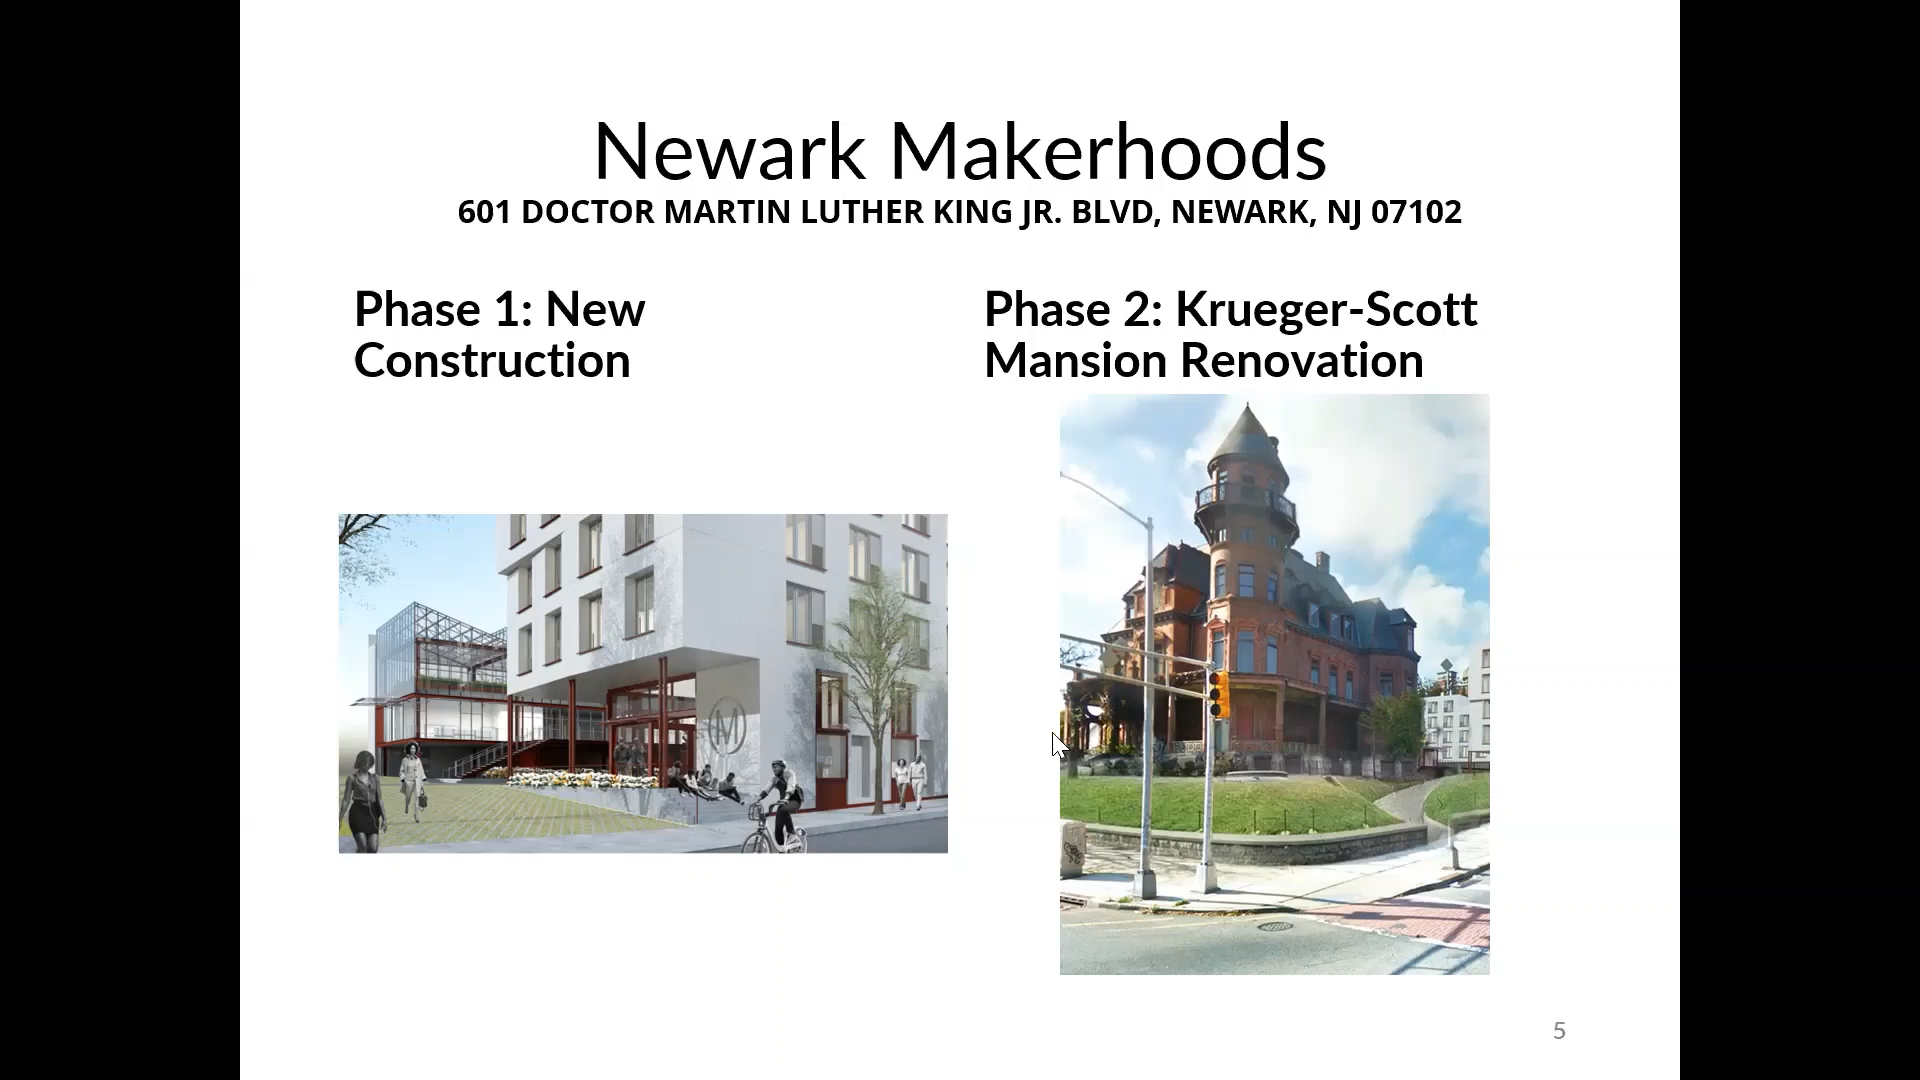 Newark Makerhoods
601 DOCTOR MARTIN LUTHER KING JR. BLVD, NEWARK, NJ 07102
Phase 1: New
Construction
Phase 2: Krueger-Scott
Mansion Renovation
M
5